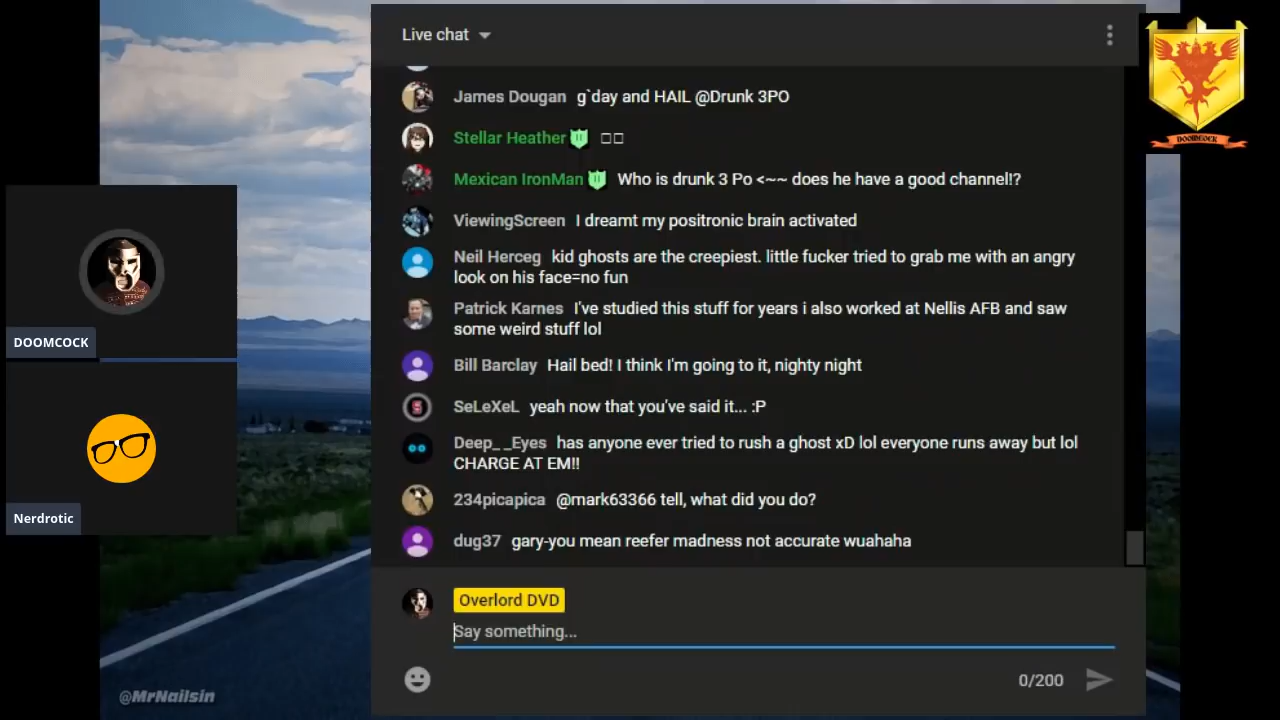 Live chat
James Dougan g`day and HAIL @Drunk 3PO
Stellar Heather
Mexican IronMan Who is drunk 3 Po <~~ does he have a good channel!?
ViewingScreen I dreamt my positronic brain activated
Neil Herceg kid ghosts are the creepiest. little fucker tried to grab me with an angry
look on his face=no fun
Patrick Karnes I've studied this stuff for years i also worked at Nellis AFB and saw
some weird stuff lol
Bill Barclay Hail bed! I think I'm going to it, nighty night
SeLeXeL yeah now that you've said it... :P
Deep_ _Eyes has anyone ever tried to rush a ghost xD lol everyone runs away but lol
CHARGE AT EM!!
234picapica @mark63366 tell, what did you do?
dug37 gary-you mean reefer madness not accurate wuahaha
Overlord DVD
Say something...
0/200
DOOMCOCK
Nerdrotic
@MrNailsin
DOOMCOCK